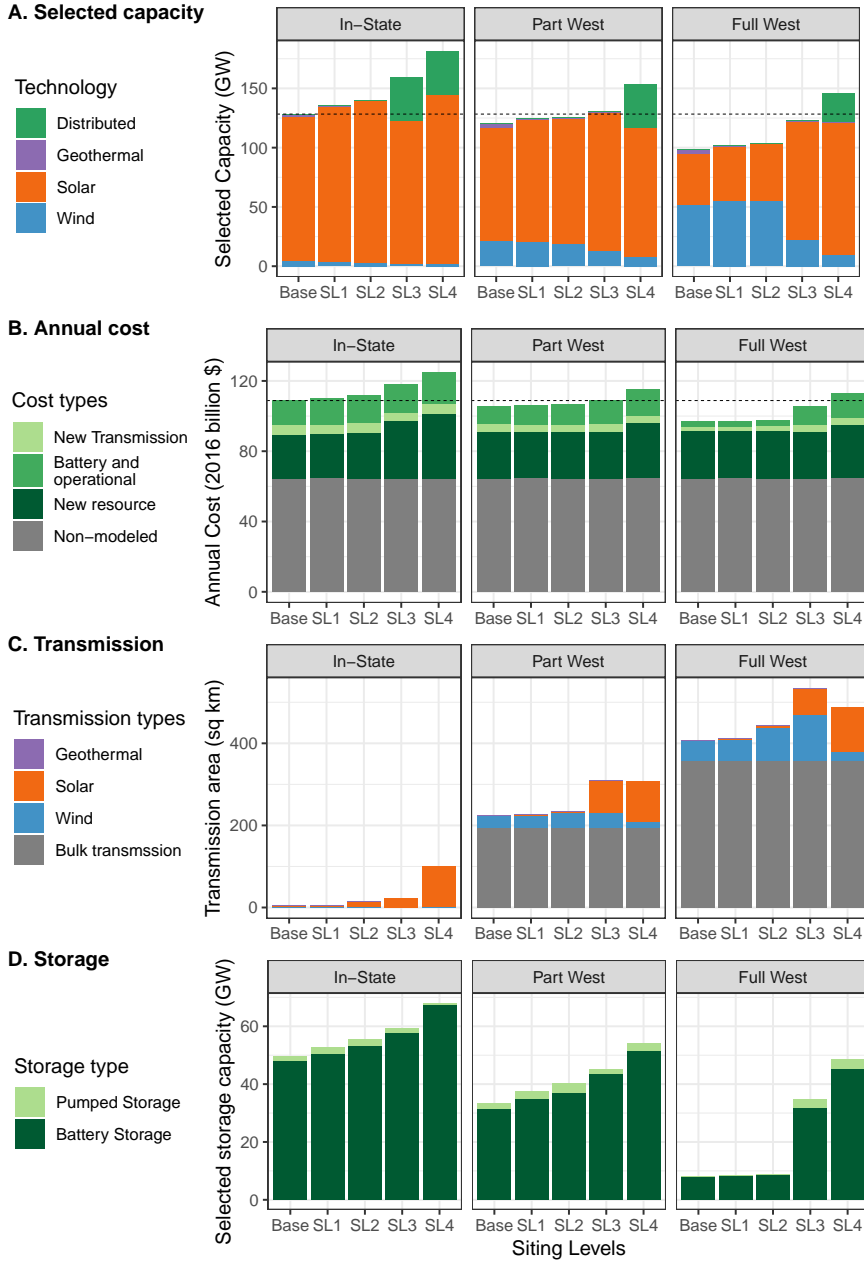 A. Selected capacity
Technology
Distributed
Geothermal
Solar
Wind
Selected Capacity (GW)
150
100
50
0
In−State
Part West
Full West
Base SL1 SL2 SL3 SL4
Base SL1 SL2 SL3 SL4
Base SL1 SL2 SL3 SL4
B. Annual cost
Cost types
New Transmission
Battery and
operational
New resource
Non−modeled
Annual Cost (2016 billion $)
120
80
40
0
In−State
Part West
Full West
Base SL1 SL2 SL3 SL4
Base SL1 SL2 SL3 SL4
Base SL1 SL2 SL3 SL4
C. Transmission
Transmission types
Geothermal
Solar
Wind
Bulk transmssion
Transmission area (sq km)
400
200
0
In−State
Part West
Full West
Base SL1 SL2 SL3 SL4
Base SL1 SL2 SL3 SL4
Base SL1 SL2 SL3 SL4
D. Storage
Storage type
Pumped Storage
Battery Storage
Selected storage capacity (GW)
60
40
20
0
In−State
Part West
Full West
Base SL1 SL2 SL3 SL4
Base SL1 SL2 SL3 SL4
Base SL1 SL2 SL3 SL4
Siting Levels